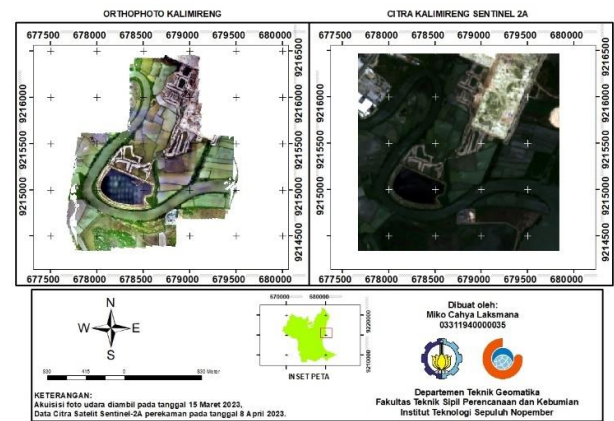 ORTHOPHOTO KALIMIRENG
CITRA KALIMIRENG SENTINEL 2A
677500 678000 678500 679000 679500 680000
677500 678000 678500 679000 679500 680000
9216500
9216000 9216000
9215500 9215500
9215000 9215000
9214500 9214500
677500 678000 678500 679000 679500 680000
677500 678000 678500 679000 679500 680000
N
W E
S
830 415 0 830 Meter
KETERANGAN:
Akuisisi foto udara diambil pada tanggal 15 Maret 2023,
Data Citra Satelit Sentinel-2A perekaman pada tanggal 8 April 2023.
670000 680000
9220000
9210000
INSET PETA
Dibuat oleh:
Miko Cahya Laksmana
03311940000035
Departemen Teknik Geomatika
Fakultas Teknik Sipil Perencanaan dan Kebumian
Institut Teknologi Sepuluh Nopember